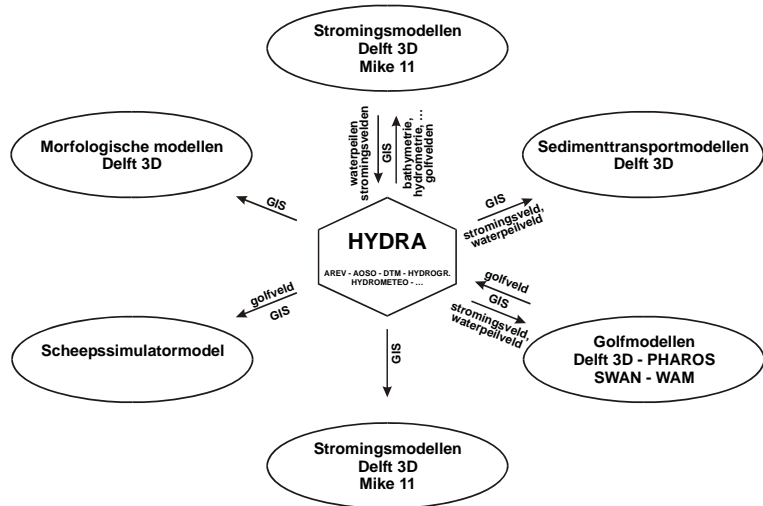 Stromingsmodellen
Delft 3D
Mike 11
Morfologische modellen
Delft 3D
waterpeilen
stromingsvelden
GIS
bathymetrie,
hydrometrie, ...
golfvelden
Sedimenttransportmodellen
Delft 3D
GIS
GIS
stromingsveld,
waterpeilveld
HYDRA
AREV - AOSO - DTM - HYDROGR.
HYDROMETEO - ...
golfveld
GIS
golfveld
GIS
stromingsveld,
waterpeilveld
Scheepssimulatormodel
GIS
Golfmodellen
Delft 3D - PHAROS
SWAN - WAM
Stromingsmodellen
Delft 3D
Mike 11